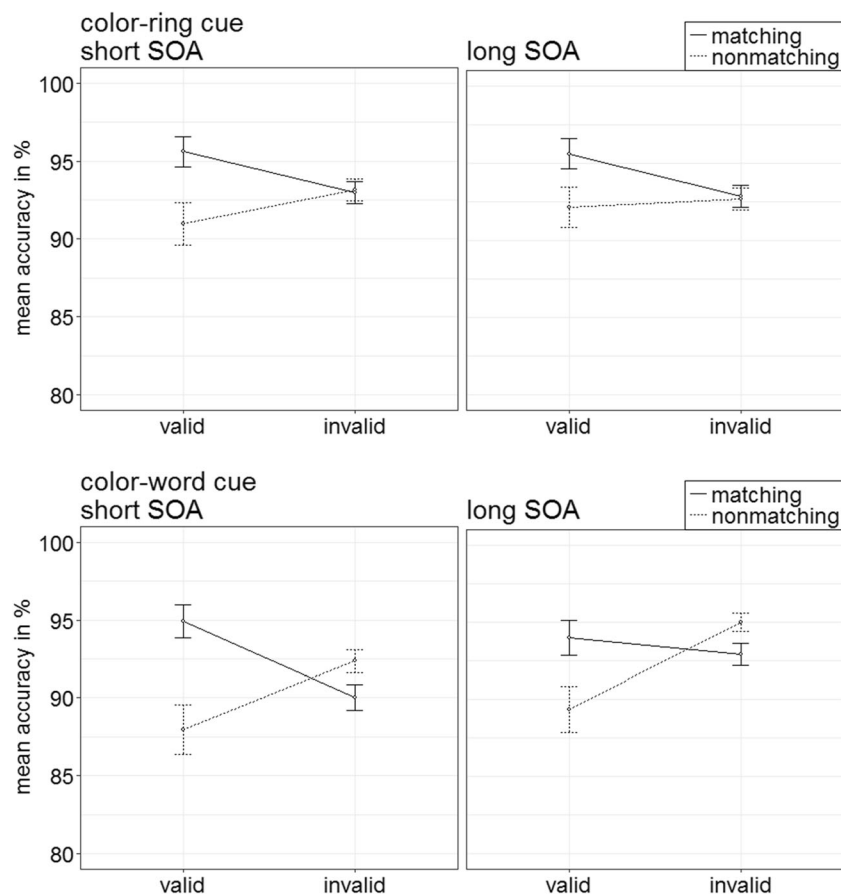 color-ring cue
short SOA
long SOA
matching
nonmatching
mean accuracy in %
100
95
90
85
80
valid
invalid
valid
invalid
color-word cue
short SOA
long SOA
matching
nonmatching
mean accuracy in %
100
95
90
85
80
valid
invalid
valid
invalid